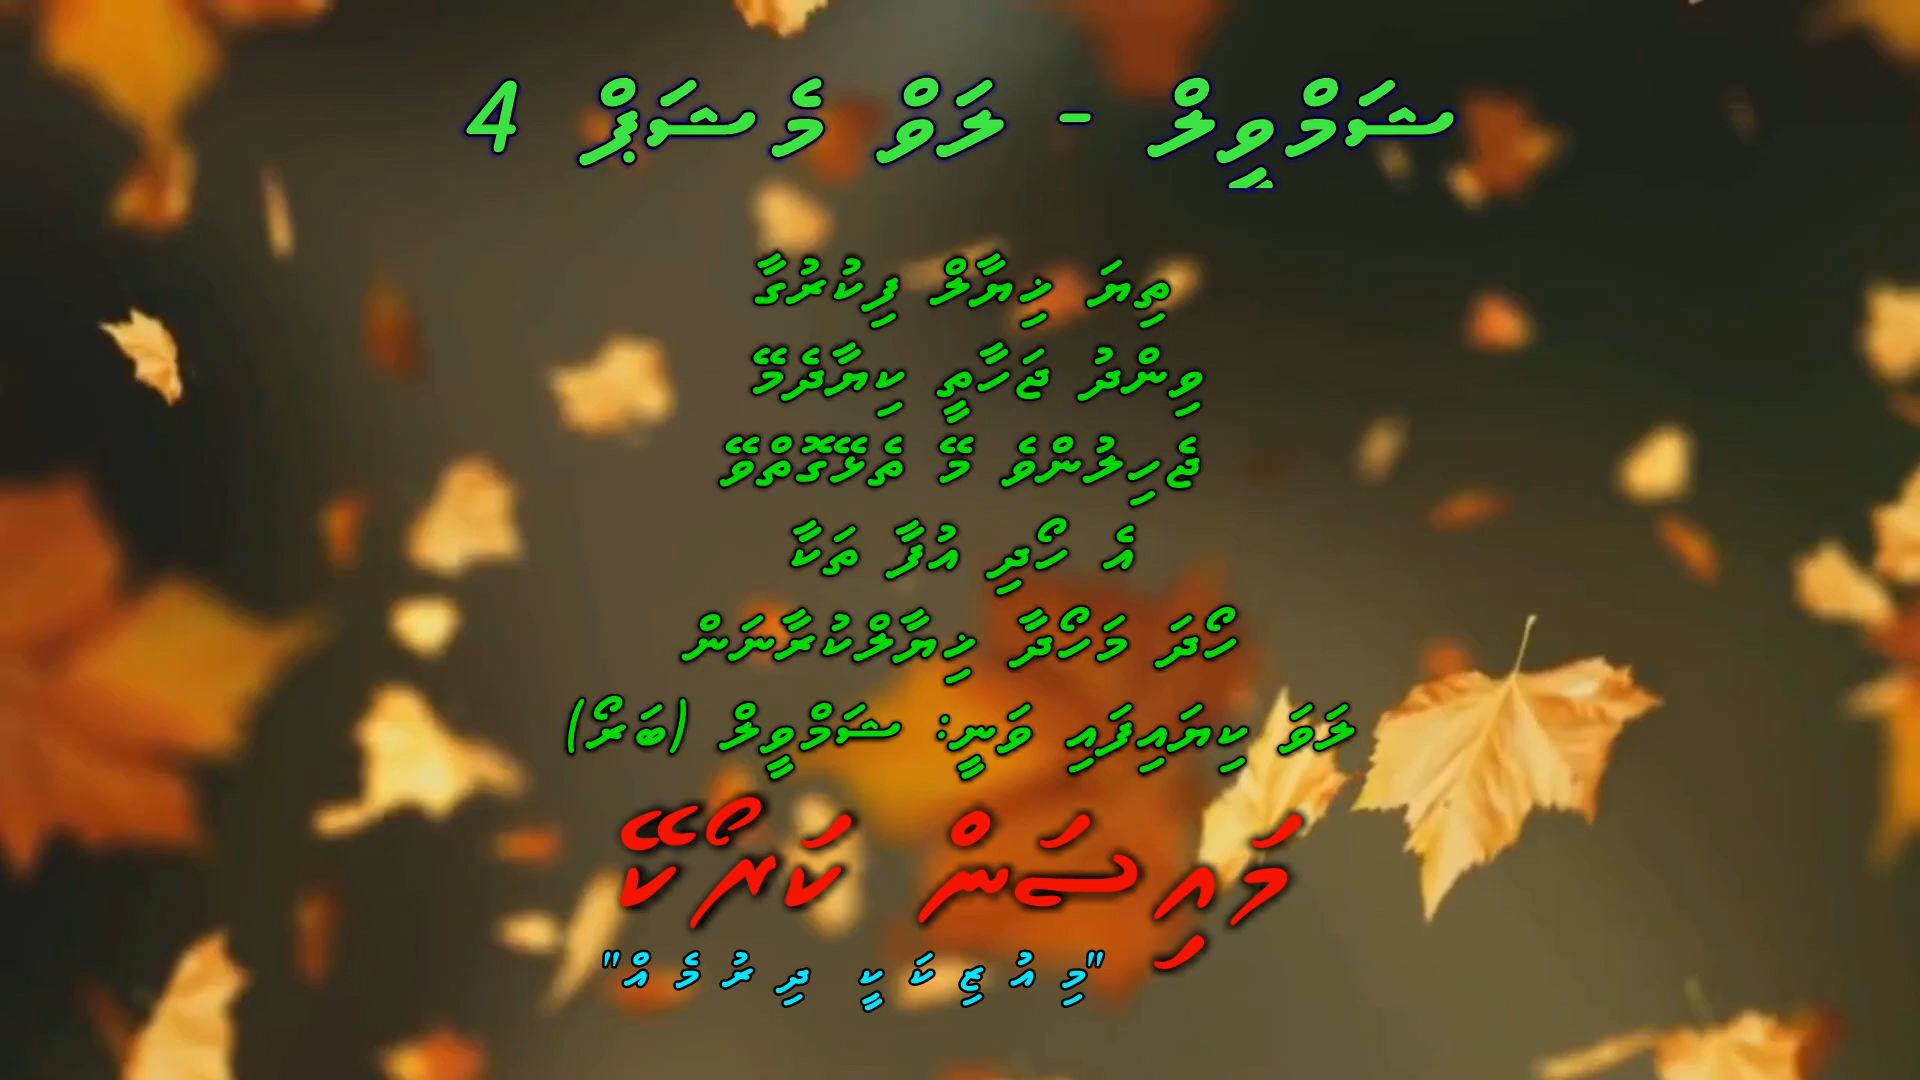 ޝަމްވީލް - ލަވް މެޝަޕް 4
ތިޔަ ޚިޔާލް ފިކުރުގާ
ވިންދު ޖަހާތީ ކިޔާދެމޭ
ޖެހިލުންވެ މޭ ތެޅޭގޮތްވޭ
އެ ހޯދި އުފާ ތަކާ
ހޯދަ މަހޯދާ ޚިޔާލްކުރާނަން
ލަވަ ކިޔައިފައި ވަނީ: ޝަމްވީލް (ބަރޯ)
މައިސަން ކަރޯކޭ
"މި އު ޒި ކަ ކީ ދި ރު މެ އް"